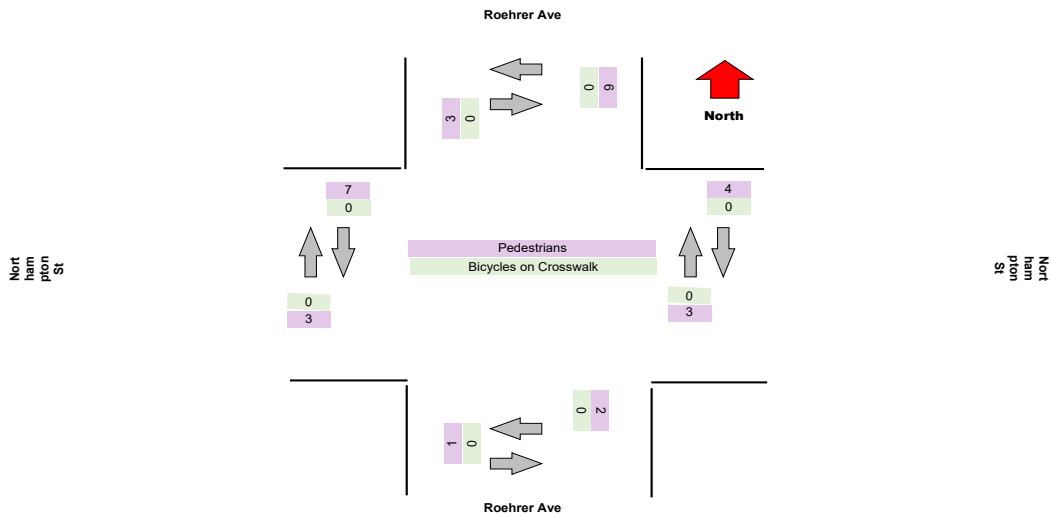 Roehrer Ave
0 6
3 0
North
7
0
4
0
Pedestrians
Bicycles on Crosswalk
Nort
ham
pton
St
Nort
ham
pton
St
0
3
0
3
0 2
1 0
Roehrer Ave